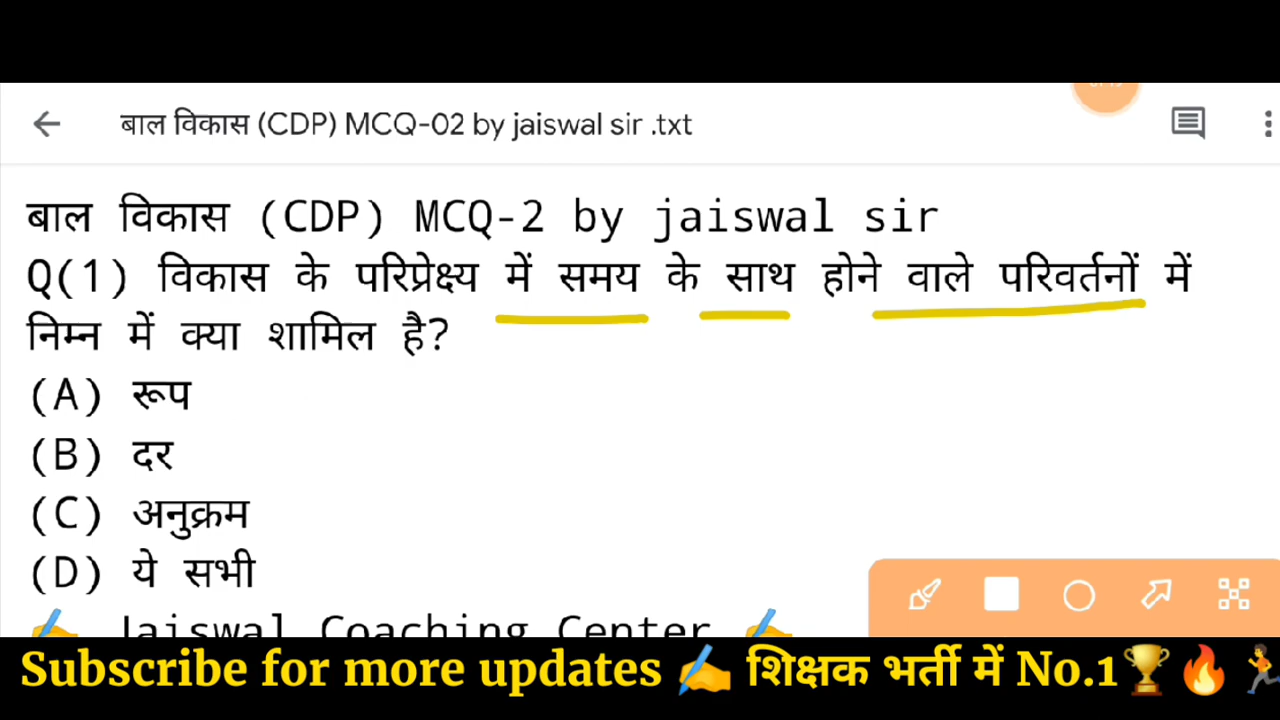 बाल विकास (CDP) MCQ-02 by jaiswal sir .txt
बाल विकास (CDP) MCQ-2 by jaiswal sir
Q(1) विकास के परिप्रेक्ष्य में समय के साथ होने वाले परिवर्तनों में
निम्न में क्या शामिल है?
(A) रूप
(B) दर
(C) अनुक्रम
(D) ये सभी
✍️ Jaiswal Coaching Center ✍️
Subscribe for more updates ✍️ शिक्षक भर्ती में No.1🏆🔥🏃